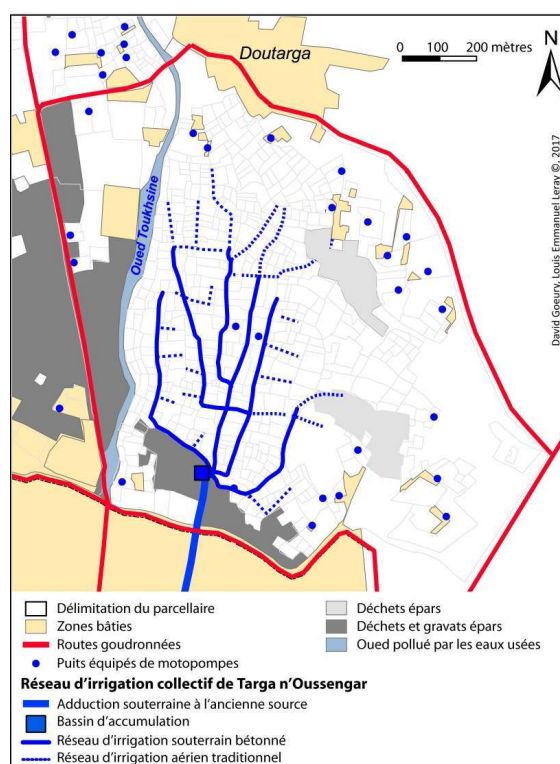 Doutarga
0 100 200 mètres
N
Oued Toukhsine
David Goeury, Louis Emmanuel Leray ©, 2017
Délimitation du parcellaire
Zones bâties
Routes goudronnées
Puits équipés de motopompes
Déchets épars
Déchets et gravats épars
Oued pollué par les eaux usées
Réseau d'irrigation collectif de Targa n'Oussengar
Adduction souterraine à l'ancienne source
Bassin d'accumulation
Réseau d'irrigation souterrain bétonné
Réseau d'irrigation aérien traditionnel